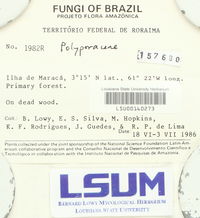 FUNGI OF BRAZIL
PROJETO FLORA AMAZÔNICA
TERRITÓRIO FEDERAL DE RORAIMA
No. 1982R Polyporaceae
157600
Ilha de Maracá, 3°15' N lat., 61° 22'W long.
Primary forest.
Louisiana State University Herbarium
LSU00140273
On dead wood.
Col. B. Lowy, E. S. Silva, M. Hopkins,
K. F. Rodrigues, J. Guedes, & R. P. de Lima
18 VI-3 VII 1986
Plants collected under joint sponsorship of the National Science Foundation Latin American
collaborative program and the Conselho Nacional de Desenvolvimento Científico e
Tecnológico in collaboration with the Instituto Nacional de Pesquisas da Amazônia
LSUM
BERNARD LOWY MYCOLOGICAL HERBARIUM
LOUISIANA STATE UNIVERSITY